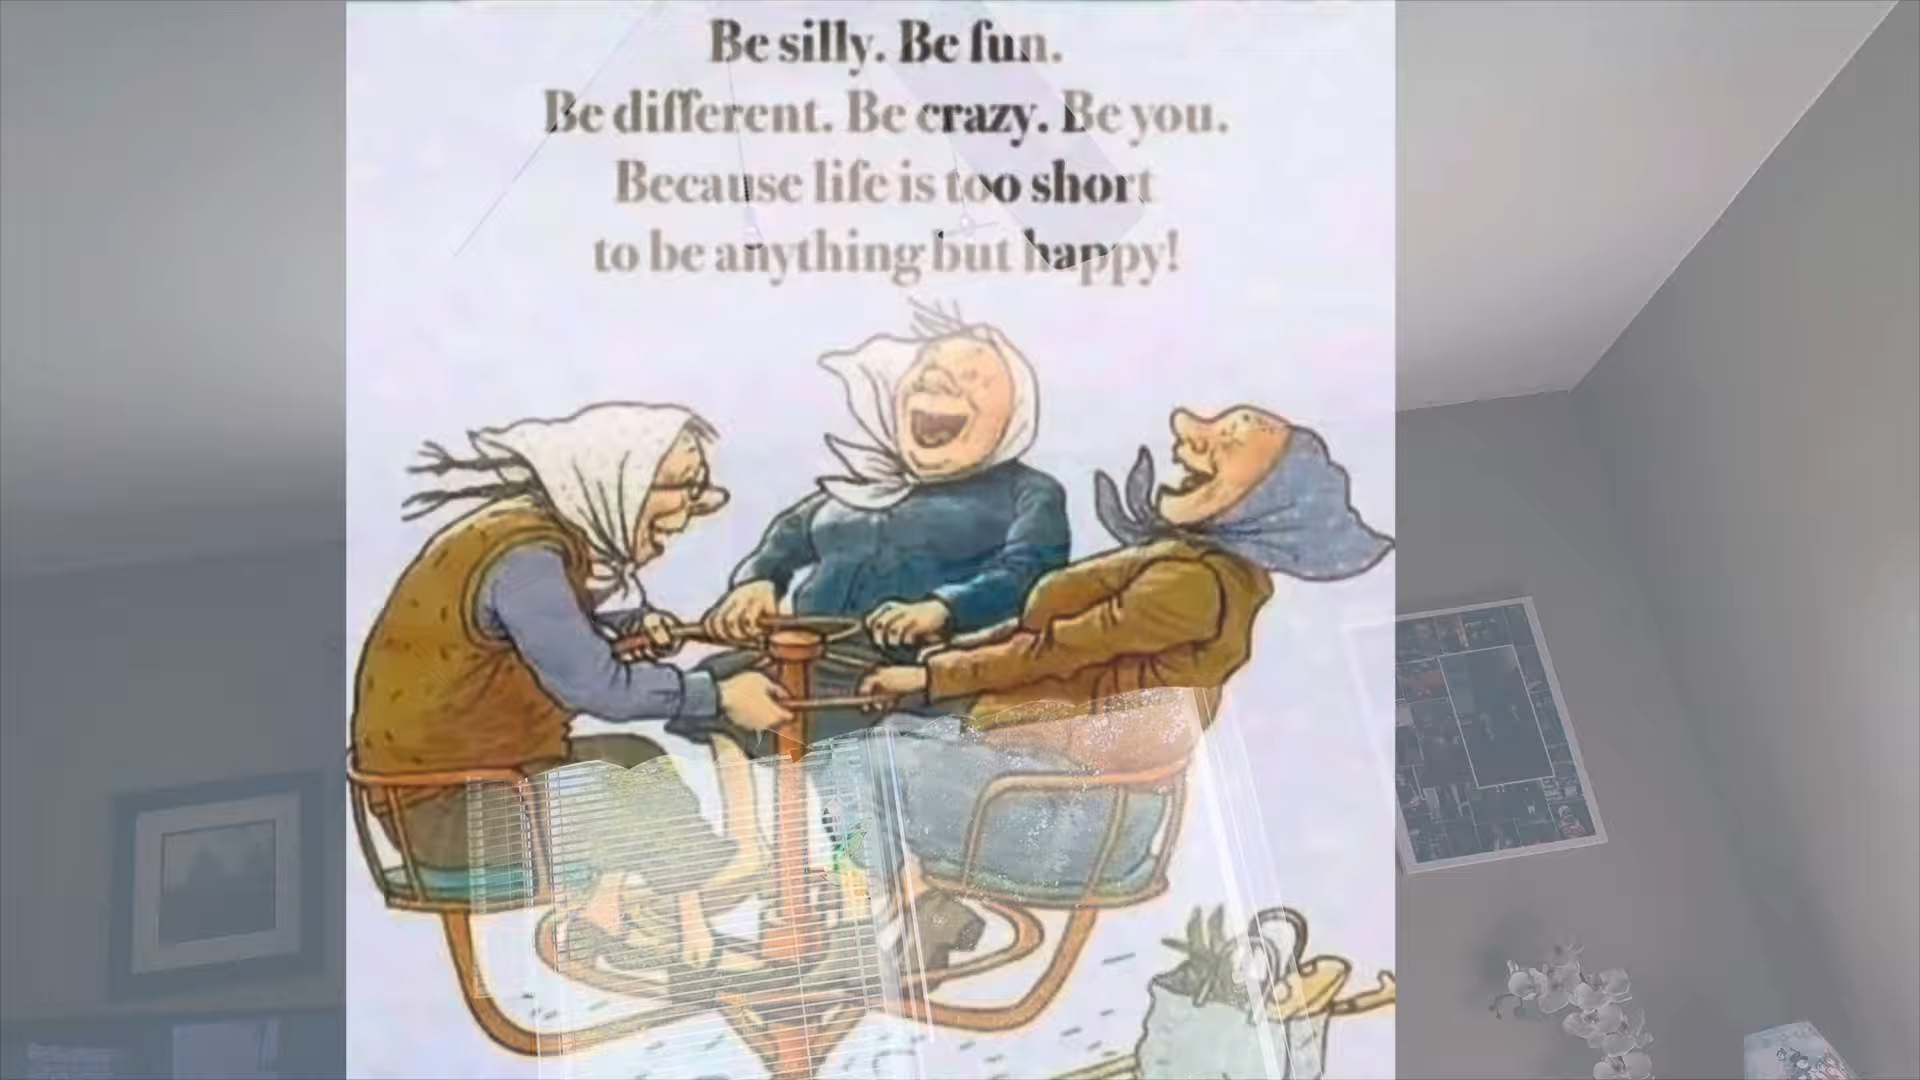 Be silly. Be fun.
Be different. Be crazy. Be you.
Because life is too short
to be anything but happy!